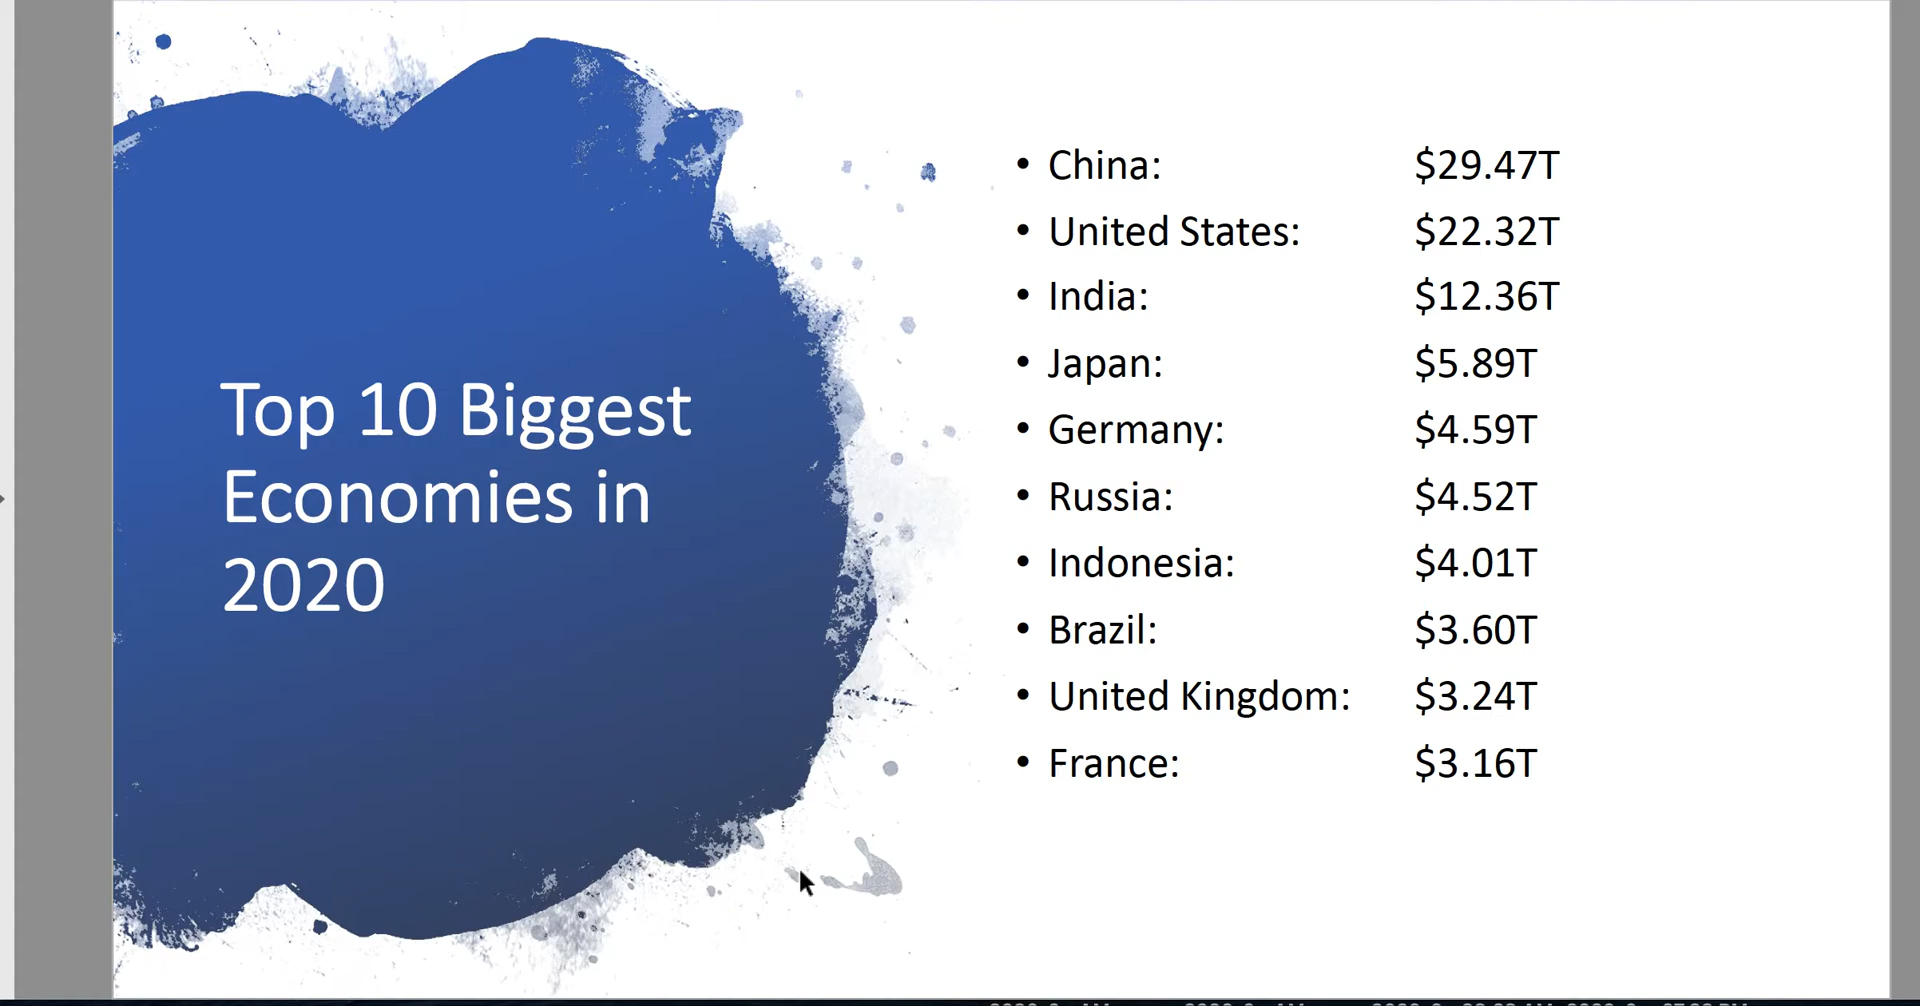 Top 10 Biggest
Economies in
2020
• China: $29.47T
• United States: $22.32T
• India: $12.36T
• Japan: $5.89T
• Germany: $4.59T
• Russia: $4.52T
• Indonesia: $4.01T
• Brazil: $3.60T
• United Kingdom: $3.24T
• France: $3.16T